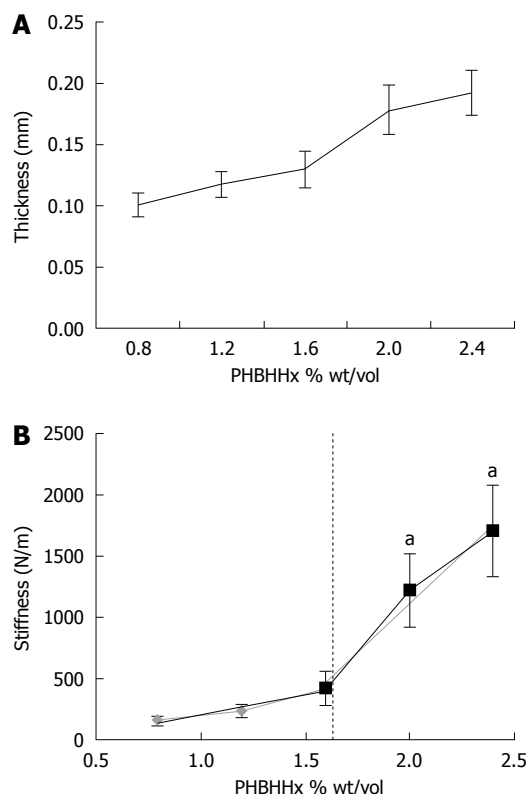 A
0.25
0.20
0.15
0.10
0.05
0.00
Thickness (mm)
0.8 1.2 1.6 2.0 2.4
PHBHHx % wt/vol
B
2500
2000
1500
1000
500
0
Stiffness (N/m)
a
a
0.5 1.0 1.5 2.0 2.5
PHBHHx % wt/vol